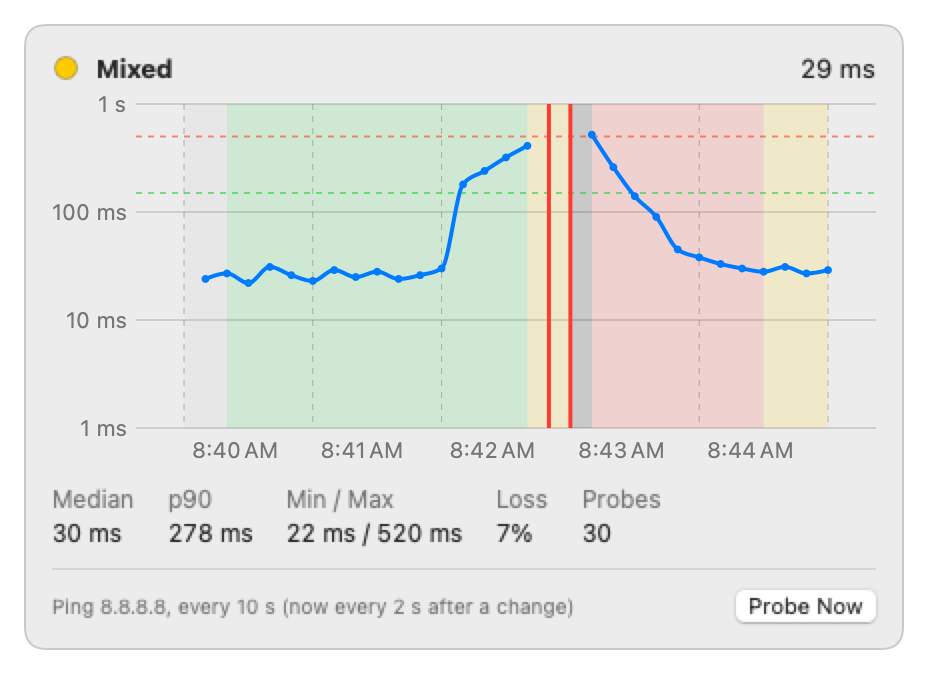 Mixed
29 ms
1 s
100 ms
10 ms
1 ms
8:40 AM 8:41 AM 8:42 AM 8:43 AM 8:44 AM
Median p90 Min / Max Loss Probes
30 ms 278 ms 22 ms / 520 ms 7% 30
Ping 8.8.8.8, every 10 s (now every 2 s after a change)
Probe Now